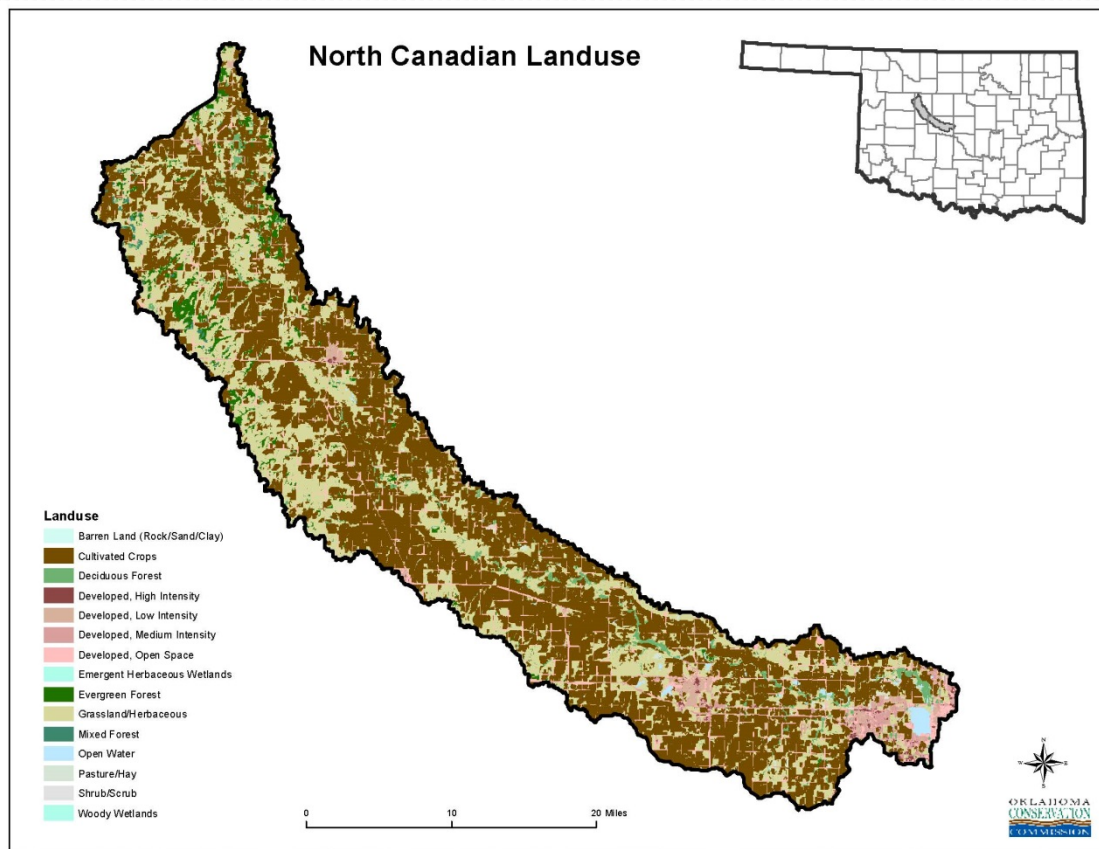 North Canadian Landuse
Landuse
Barren Land (Rock/Sand/Clay)
Cultivated Crops
Deciduous Forest
Developed, High Intensity
Developed, Low Intensity
Developed, Medium Intensity
Developed, Open Space
Emergent Herbaceous Wetlands
Evergreen Forest
Grassland/Herbaceous
Mixed Forest
Open Water
Pasture/Hay
Shrub/Scrub
Woody Wetlands
0 10 20 Miles
N
W E
S
OKLAHOMA
CONSERVATION
COMMISSION